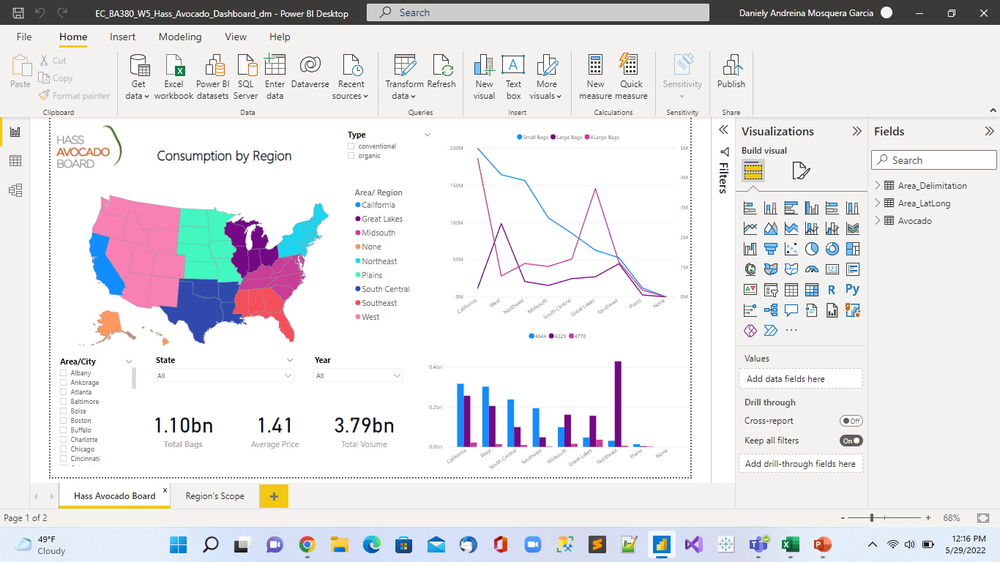 EC_BA380_W5_Hass_Avocado_Dashboard_dm - Power BI Desktop
Search
Daniely Andreina Mosquera Garcia
File
Home
Insert
Modeling
View
Help
Paste
Cut
Copy
Format painter
Clipboard
Get data
Excel workbook
Power BI datasets
SQL Server
Enter data
Dataverse
Recent sources
Data
Transform data
Refresh
Queries
New visual
Text box
More visuals
Insert
New measure
Quick measure
Calculations
Sensitivity
Sensitivity
Publish
Share
HASS
AVOCADO
BOARD
Consumption by Region
Type
conventional
organic
Area/ Region
California
Great Lakes
Midsouth
None
Northeast
Plains
South Central
Southeast
West
Small Bags Large Bags XLarge Bags
200M
150M
100M
50M
0M
5M
4M
3M
2M
1M
0M
California
West
Northeast
Midsouth
South Central
Great Lakes
Southeast
Plains
None
Area/City
Albany
Ankorage
Atlanta
Baltimore
Boise
Boston
Buffalo
Charlotte
Chicago
Cincinnati
State
All
Year
All
1.10bn
Total Bags
1.41
Average Price
3.79bn
Total Volume
4046 4225 4770
0.4bn
0.2bn
0.0bn
California
West
South Central
Southeast
Midsouth
Great Lakes
Northeast
Plains
None
Filters
Visualizations
Build visual
123
R
Py
Values
Add data fields here
Drill through
Cross-report
Off
Keep all filters
On
Add drill-through fields here
Fields
Search
Area_Delimitation
Area_LatLong
Avocado
Hass Avocado Board
x
Region's Scope
Page 1 of 2
68%
49°F
Cloudy
12:16 PM
5/29/2022